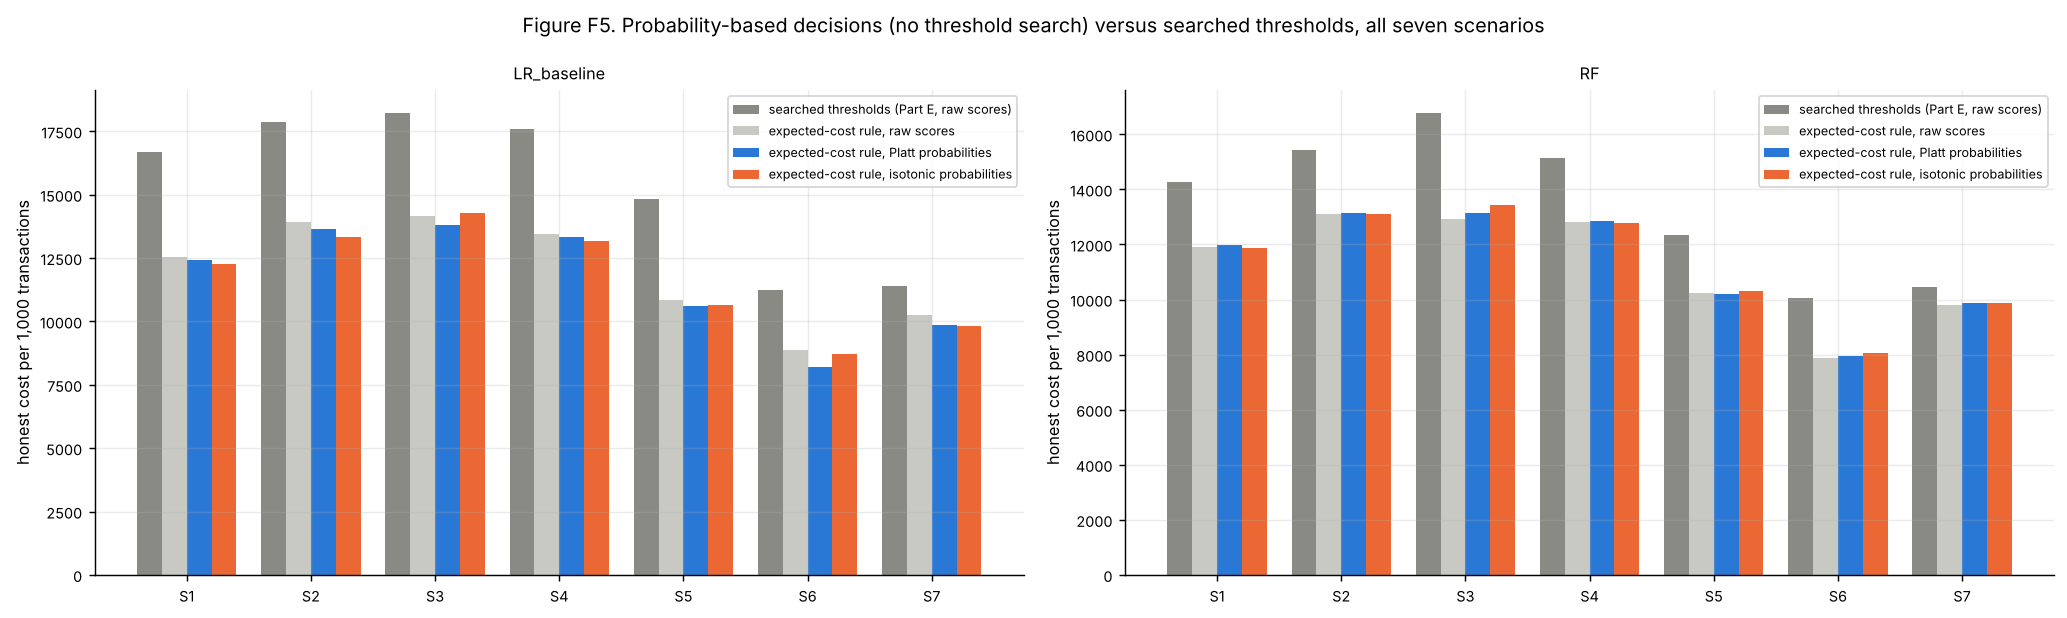 Figure F5. Probability-based decisions (no threshold search) versus searched thresholds, all seven scenarios
LR_baseline
honest cost per 1,000 transactions
17500
15000
12500
10000
7500
5000
2500
0
searched thresholds (Part E, raw scores)
expected-cost rule, raw scores
expected-cost rule, Platt probabilities
expected-cost rule, isotonic probabilities
S1 S2 S3 S4 S5 S6 S7
RF
honest cost per 1,000 transactions
16000
14000
12000
10000
8000
6000
4000
2000
0
searched thresholds (Part E, raw scores)
expected-cost rule, raw scores
expected-cost rule, Platt probabilities
expected-cost rule, isotonic probabilities
S1 S2 S3 S4 S5 S6 S7